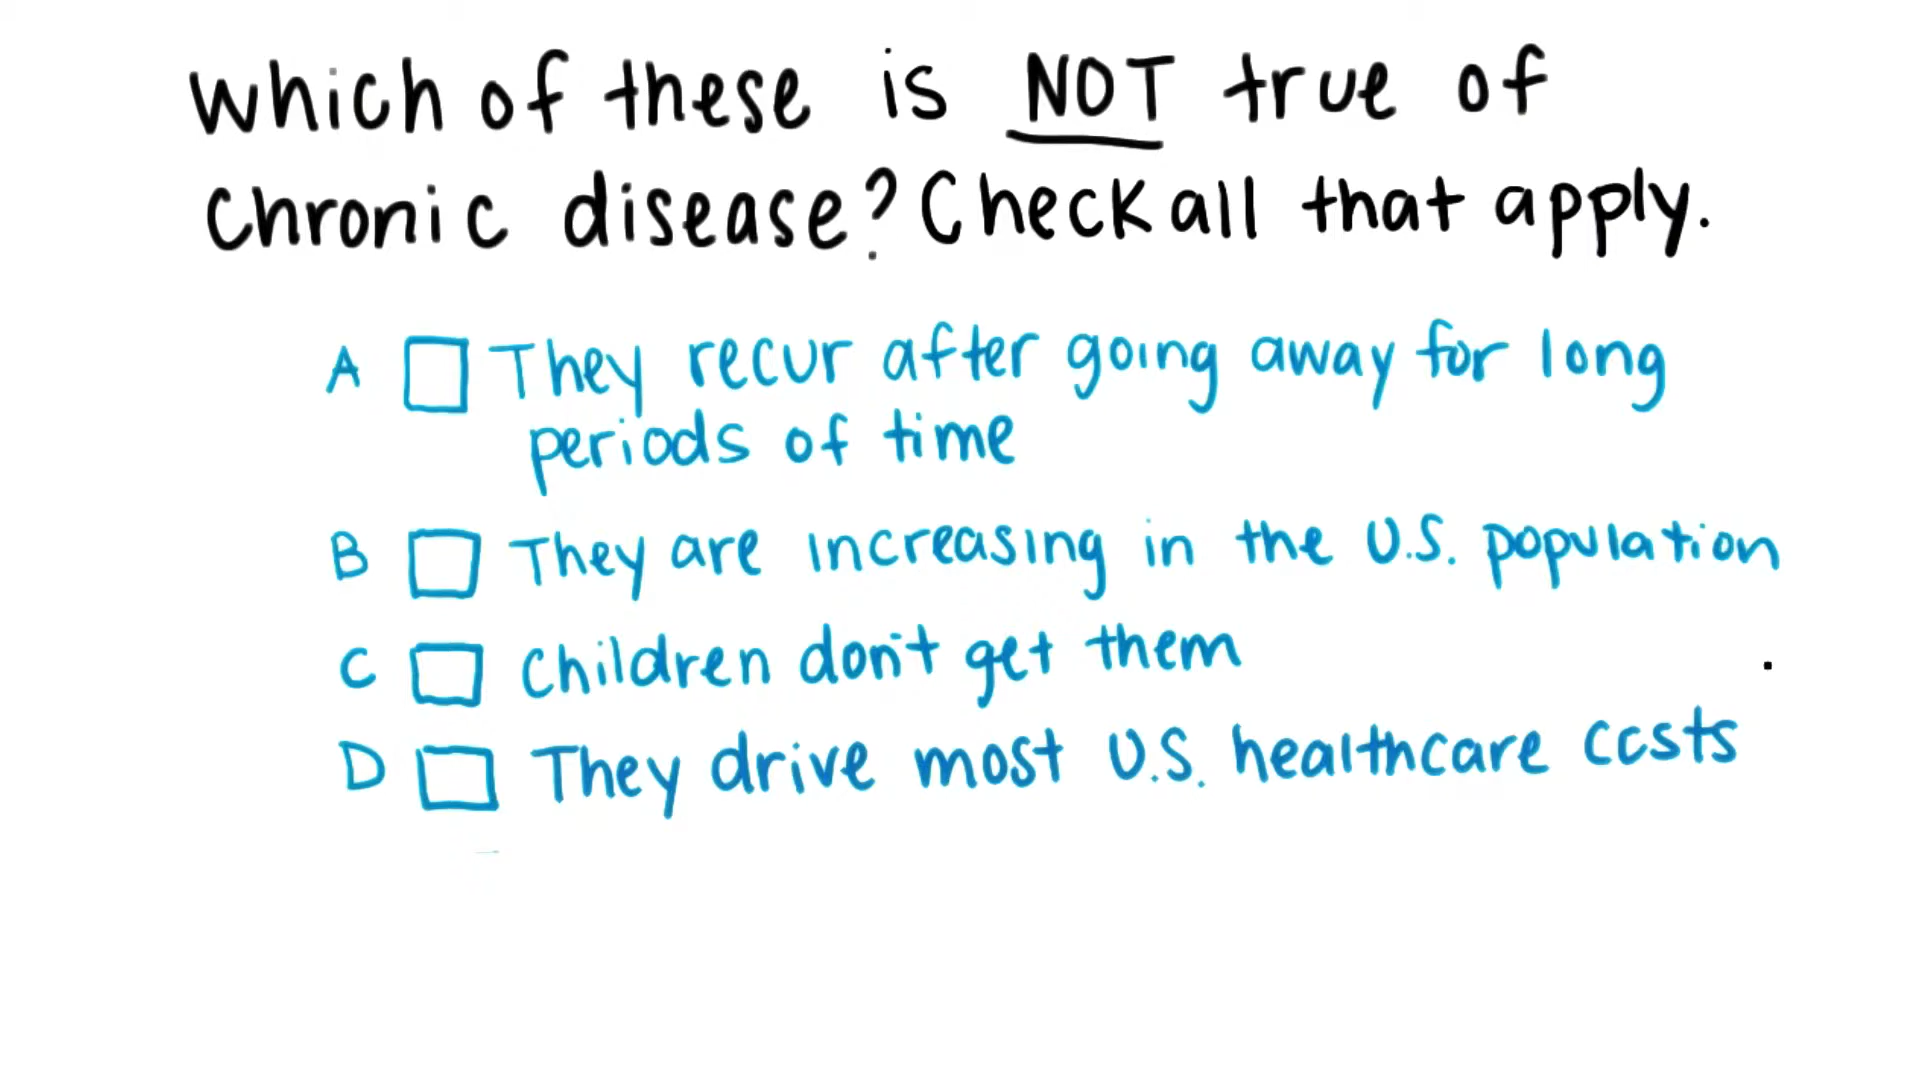 Which of these is NOT true of
Chronic disease? Check all that apply.
A They recur after going away for long
periods of time
B They are increasing in the U.S. population
C Children don't get them
D They drive most U.S. healthcare costs